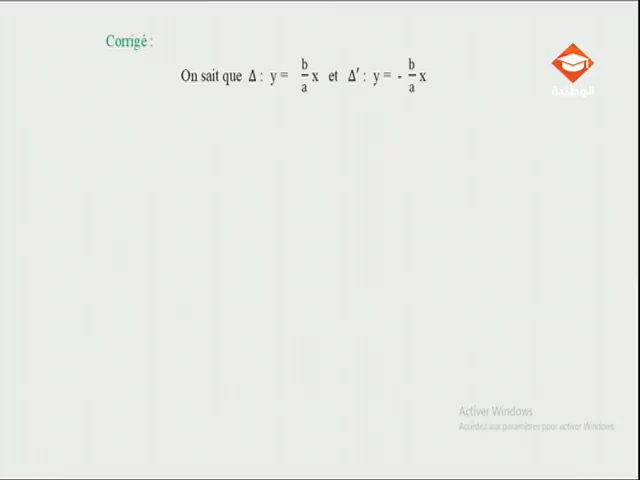 Corrigé :
On sait que Δ : y = b/a x et Δ′ : y = - b/a x
الوطنية
Activer Windows
Accédez aux paramètres pour activer Windows.